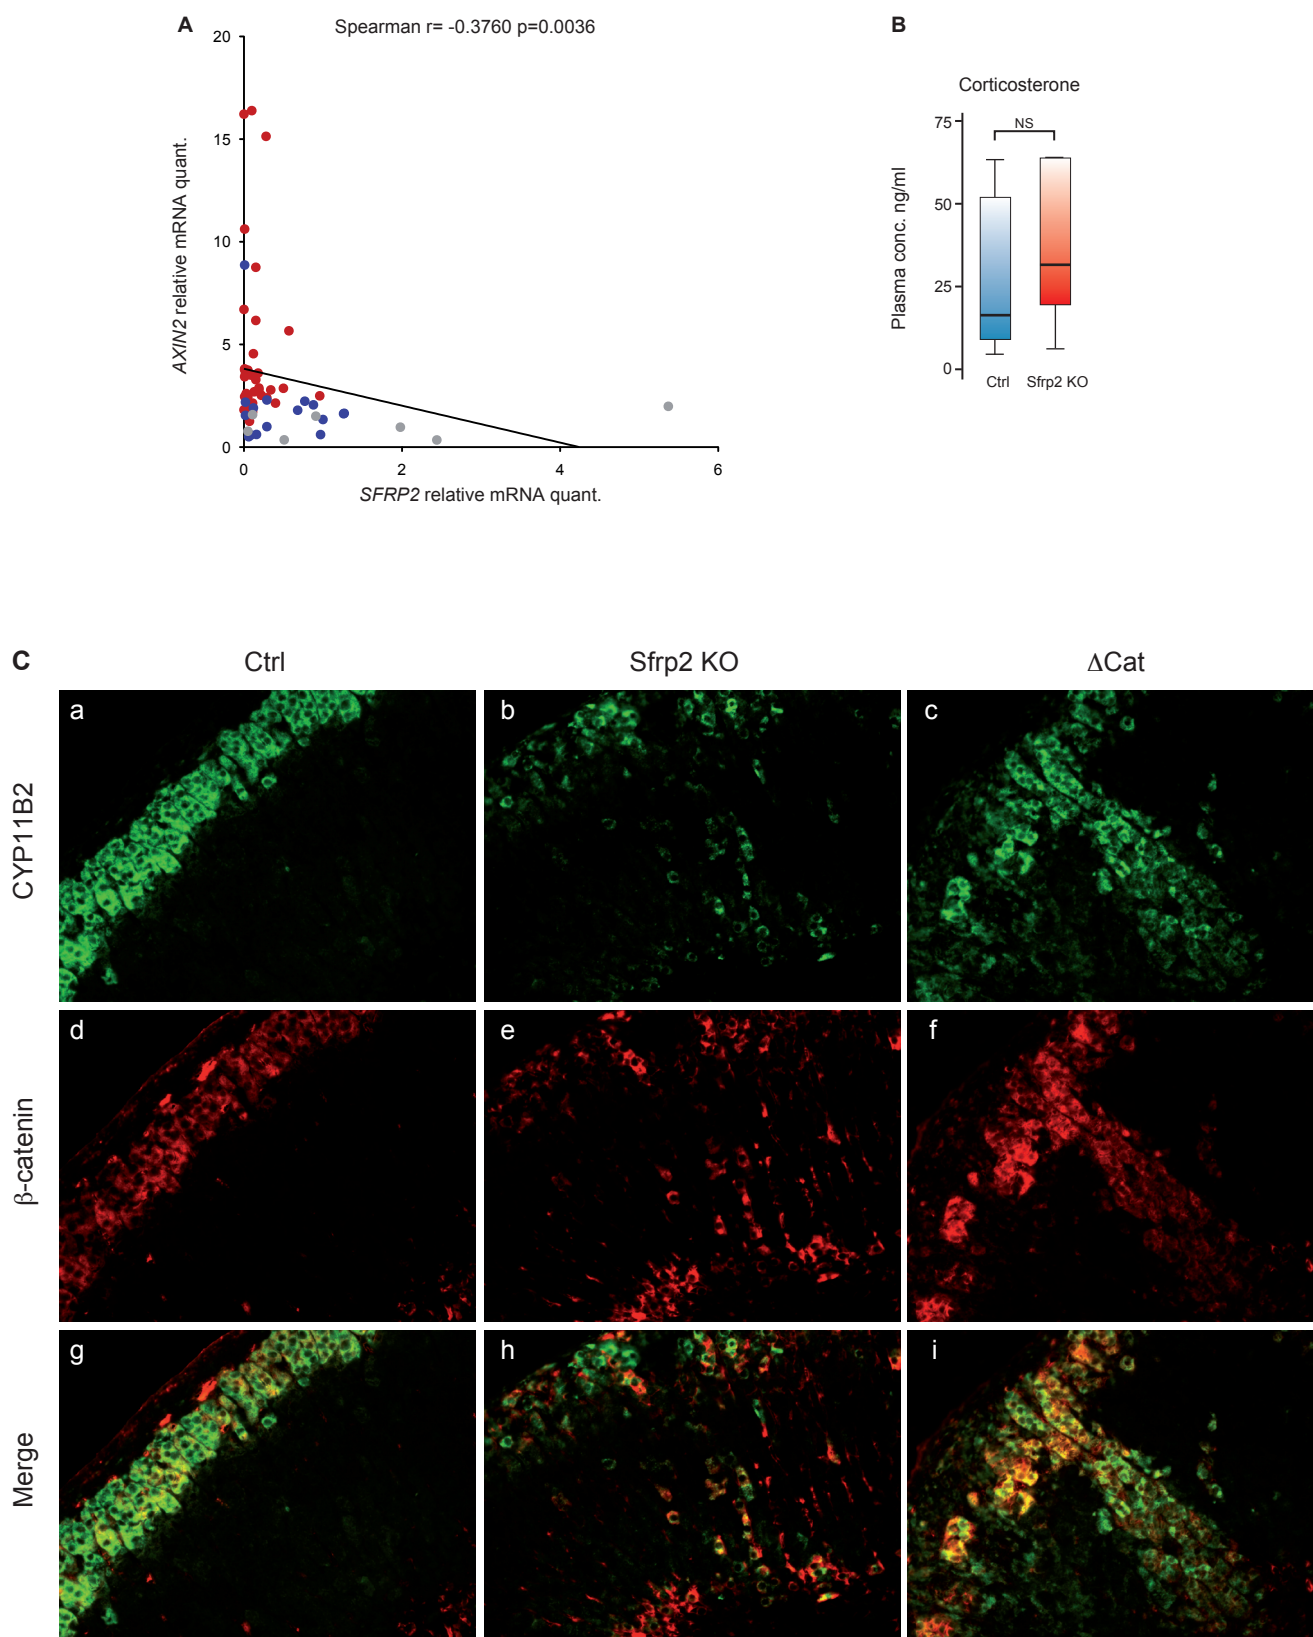 A
Spearman r= -0.3760 p=0.0036
20
15
10
5
0
AXIN2 relative mRNA quant.
0 2 4 6
SFRP2 relative mRNA quant.
B
Corticosterone
75
50
25
0
Plasma conc. ng/ml
NS
Ctrl Sfrp2 KO
C
Ctrl Sfrp2 KO ΔCat
CYP11B2
a b c
β-catenin
d e f
Merge
g h i